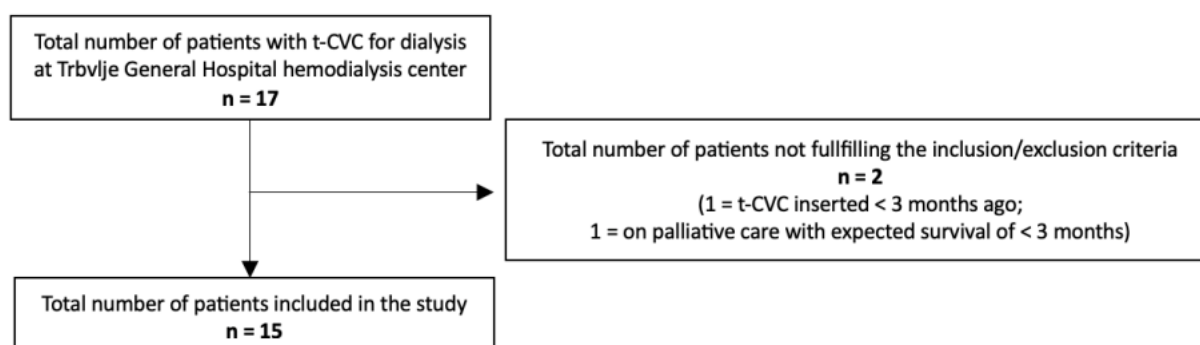 Total number of patients with t-CVC for dialysis
at Trbvlje General Hospital hemodialysis center
n = 17
Total number of patients not fullfilling the inclusion/exclusion criteria
n = 2
(1 = t-CVC inserted < 3 months ago;
1 = on palliative care with expected survival of < 3 months)
Total number of patients included in the study
n = 15